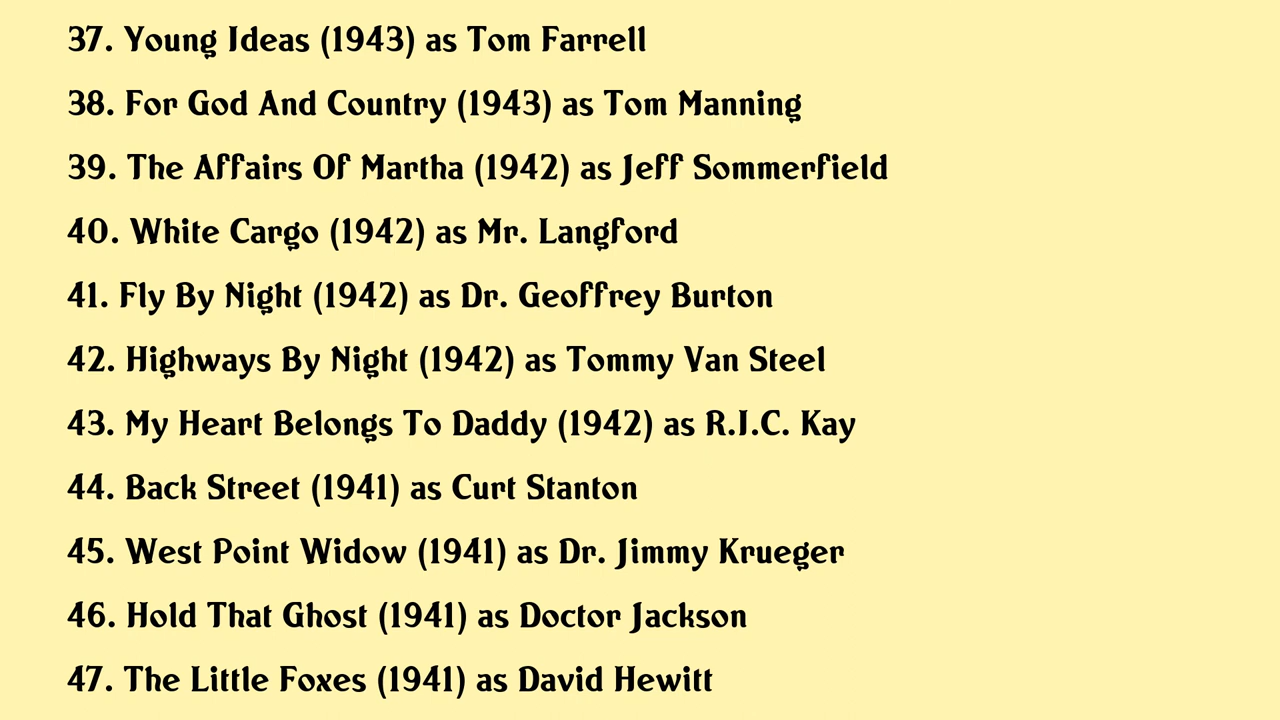 37. Young Ideas (1943) as Tom Farrell
38. For God And Country (1943) as Tom Manning
39. The Affairs Of Martha (1942) as Jeff Sommerfield
40. White Cargo (1942) as Mr. Langford
41. Fly By Night (1942) as Dr. Geoffrey Burton
42. Highways By Night (1942) as Tommy Van Steel
43. My Heart Belongs To Daddy (1942) as R.I.C. Kay
44. Back Street (1941) as Curt Stanton
45. West Point Widow (1941) as Dr. Jimmy Krueger
46. Hold That Ghost (1941) as Doctor Jackson
47. The Little Foxes (1941) as David Hewitt